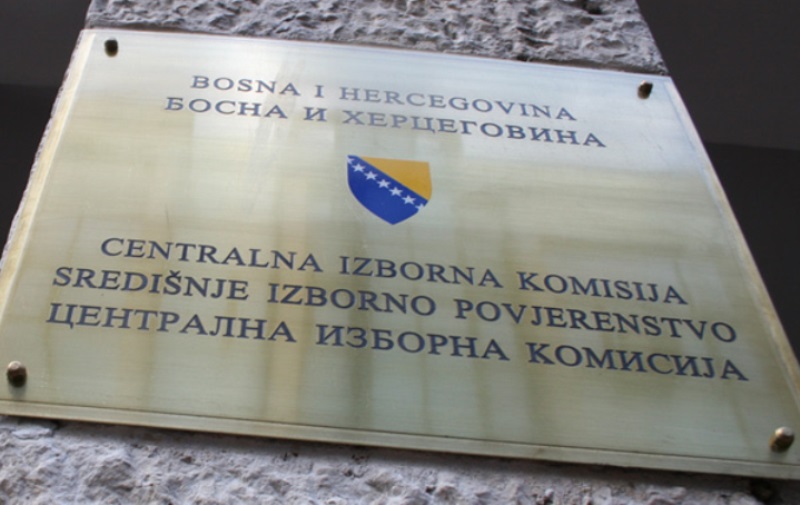 BOSNA I HERCEGOVINA
БОСНА И ХЕРЦЕГОВИНА
CENTRALNA IZBORNA KOMISIJA
SREDIŠNJE IZBORNO POVJERENSTVO
ЦЕНТРАЛНА ИЗБОРНА КОМИСИЈА